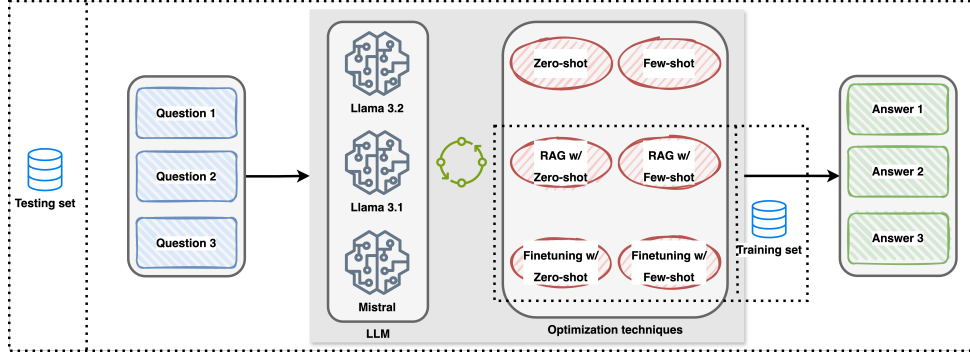 Testing set
Question 1
Question 2
Question 3
Llama 3.2
Llama 3.1
Mistral
LLM
Zero-shot
Few-shot
RAG w/
Zero-shot
RAG w/
Few-shot
Finetuning w/
Zero-shot
Finetuning w/
Few-shot
Optimization techniques
Training set
Answer 1
Answer 2
Answer 3